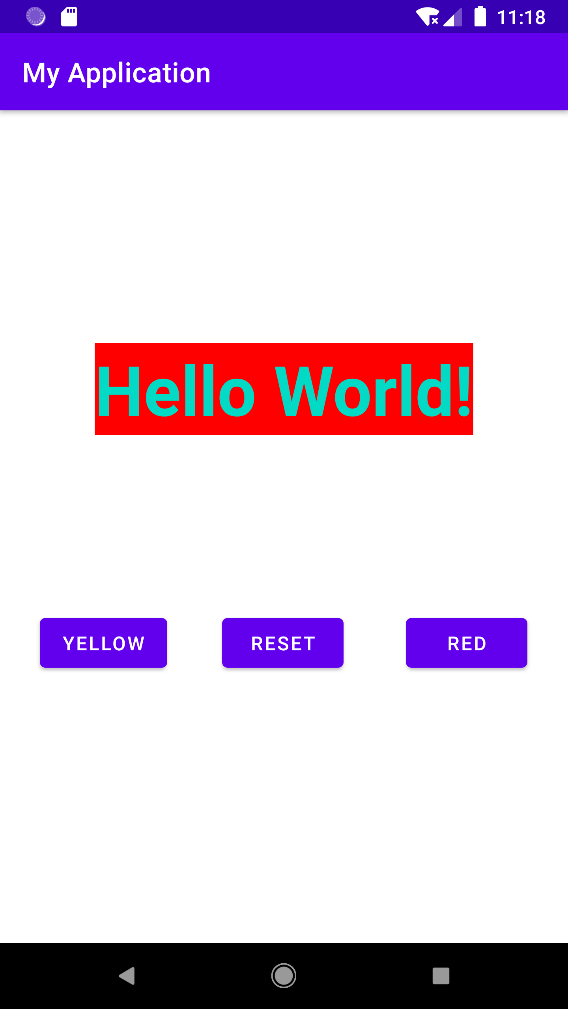 11:18
My Application
Hello World!
YELLOW RESET RED